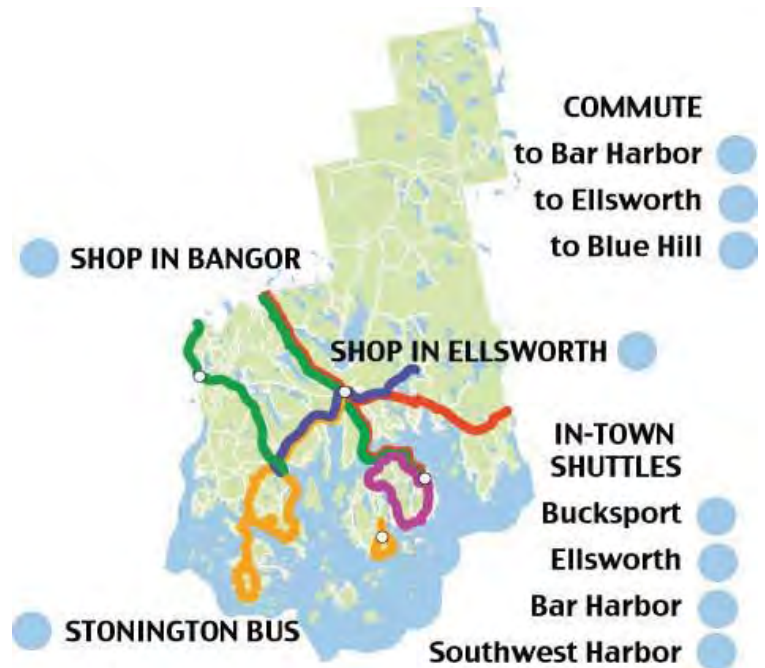 COMMUTE
to Bar Harbor
to Ellsworth
to Blue Hill
SHOP IN BANGOR
SHOP IN ELLSWORTH
IN-TOWN
SHUTTLES
Bucksport
Ellsworth
Bar Harbor
Southwest Harbor
STONINGTON BUS